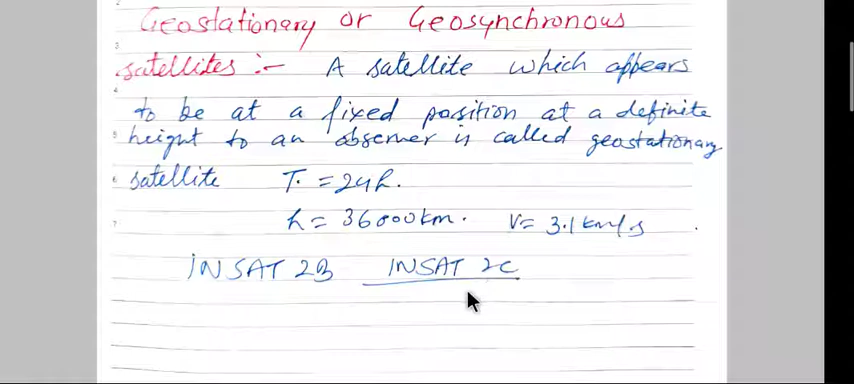 Geostationary or Geosynchronous
satellites :- A satellite which appears
to be at a fixed position at a definite
height to an observer is called geostationary
satellite T. = 24h.
h = 36000km. V = 3.1 km/s
INSAT 2B INSAT 2C